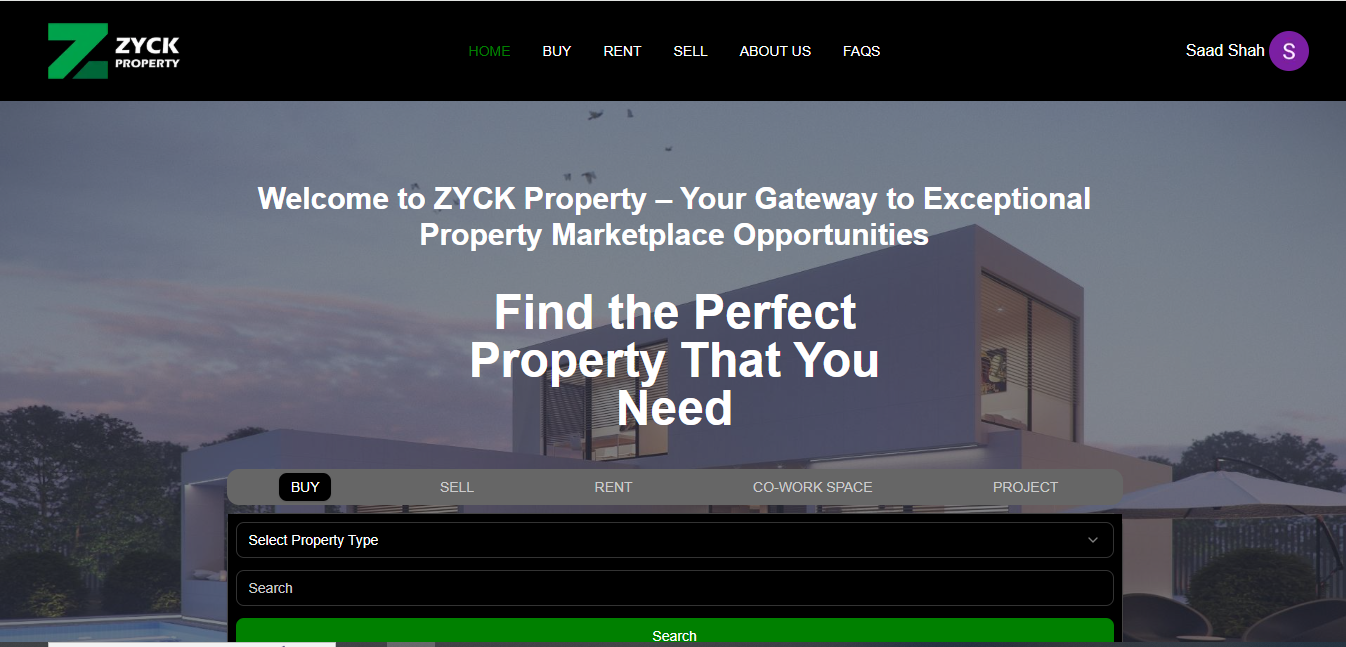 ZYCK
PROPERTY
HOME BUY RENT SELL ABOUT US FAQS
Saad Shah S
Welcome to ZYCK Property – Your Gateway to Exceptional
Property Marketplace Opportunities
Find the Perfect
Property That You
Need
BUY SELL RENT CO-WORK SPACE PROJECT
Select Property Type
Search
Search